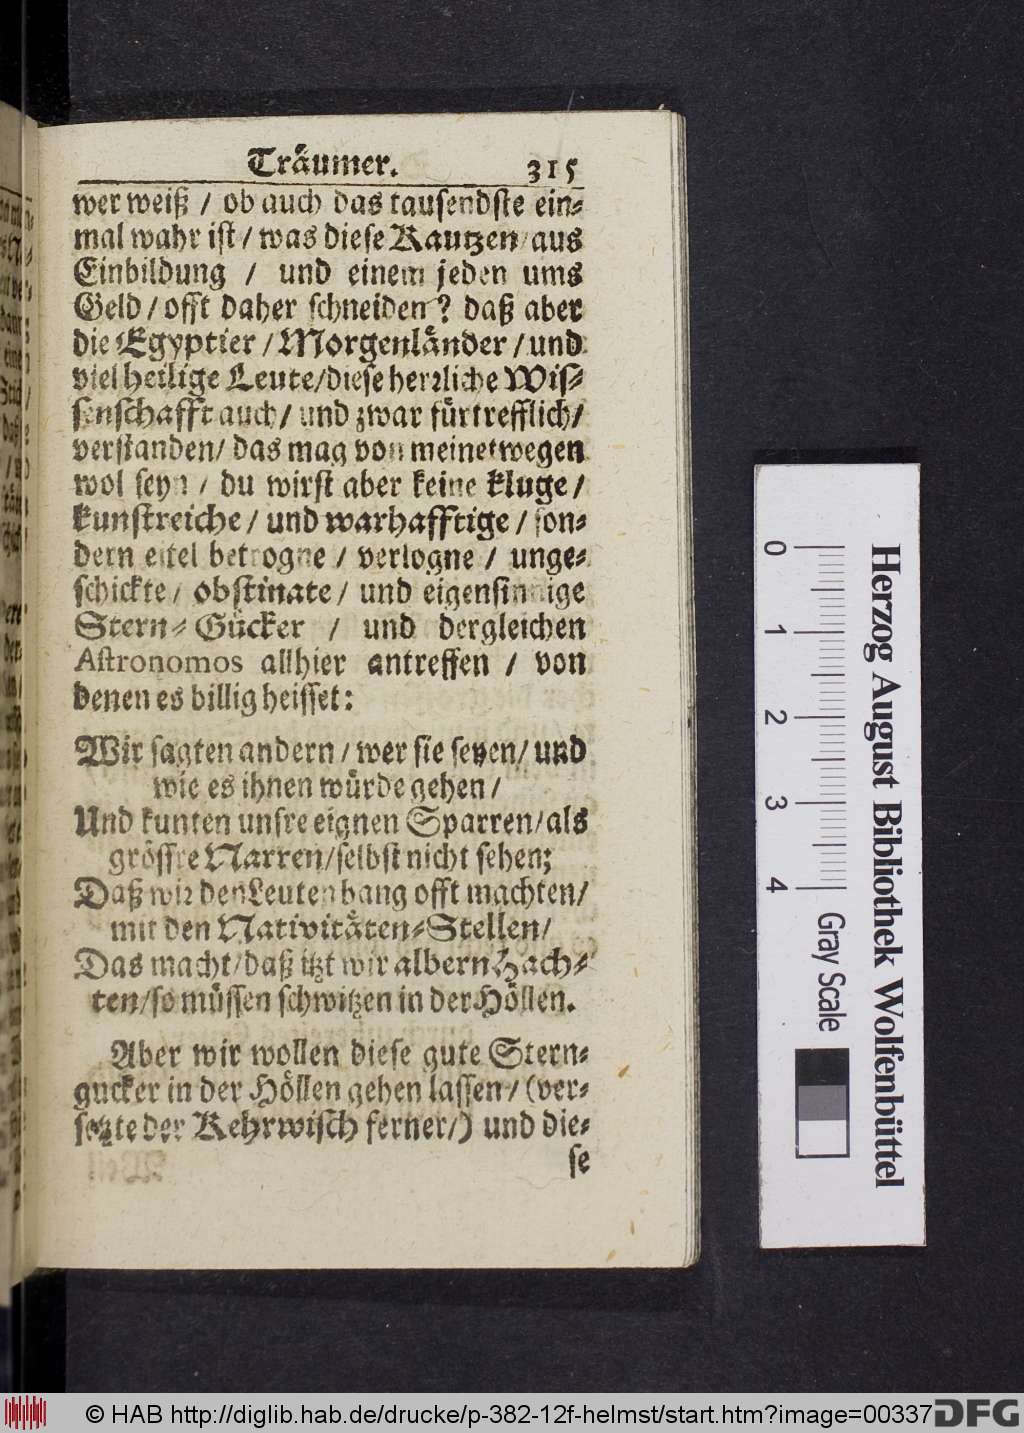 Träumer. 315
wer weiß / ob auch das tausendste ein-
mal wahr ist / was diese Kautzen aus
Einbildung / und einem jeden ums
Geld / offt daher schneiden? daß aber
die Egyptier / Morgenländer / und
viel heilige Leute / diese herꝛliche Wis-
senschafft auch / und zwar fürtrefflich /
verstanden / das mag von meinetwegen
wol seyn / du wirst aber keine kluge /
kunstreiche / und warhafftige / son-
dern eitel betrogne / verlogne / unge-
schickte / obstinate / und eigensinnige
Stern-Gücker / und dergleichen
Astronomos allhier antreffen / von
denen es billig heisset:
Wir sagten andern / wer sie seyen / und
wie es ihnen würde gehen /
Und kunten unsre eignen Sparren / als
grössre Narren / selbst nicht sehen;
Daß wir den Leuten bang offt machten /
mit den Nativitäten-Stellen /
Das macht / daß itzt wir albern Hach-
ten / so müssen schwitzen in der Höllen.
Aber wir wollen diese gute Stern-
gucker in der Höllen gehen lassen / (ver-
setzte der Kehrwisch ferner /) und die-
se
Herzog August Bibliothek Wolfenbüttel
0 1 2 3 4 Gray Scale
© HAB http://diglib.hab.de/drucke/p-382-12f-helmst/start.htm?image=00337
DFG